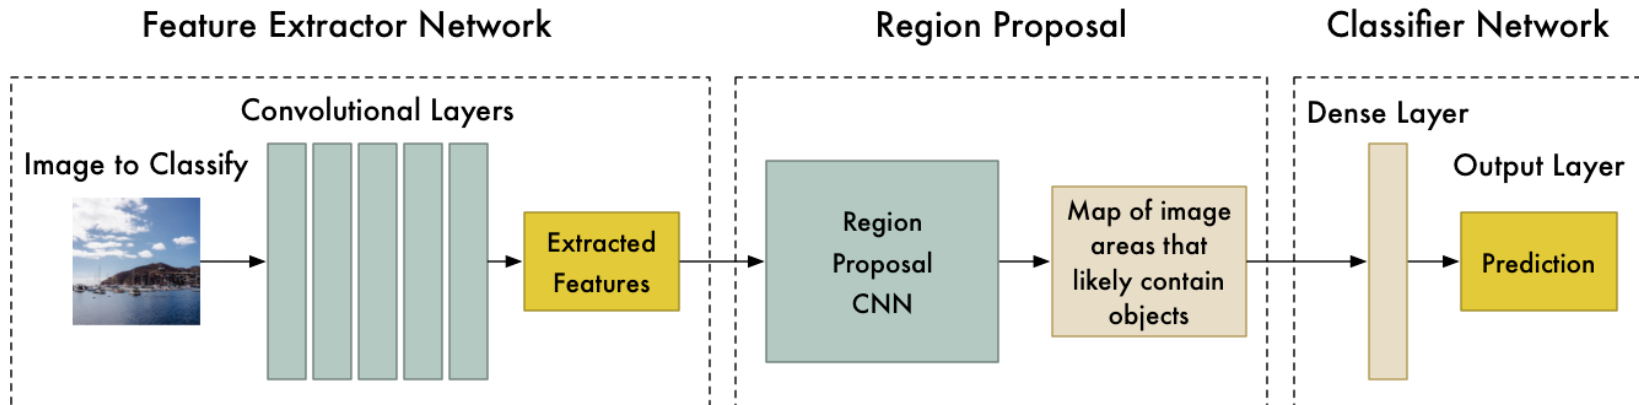 Feature Extractor Network
Region Proposal
Classifier Network
Convolutional Layers
Image to Classify
Extracted
Features
Region
Proposal
CNN
Map of image
areas that
likely contain
objects
Dense Layer
Output Layer
Prediction